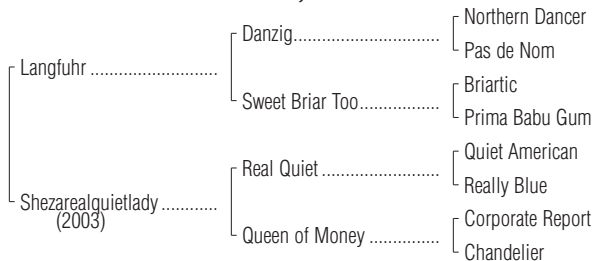 Northern Dancer
Danzig..................................
Pas de Nom
Langfuhr .............................
Briartic
Sweet Briar Too..................
Prima Babu Gum
Quiet American
Real Quiet ...........................
Really Blue
Shezarealquietlady ............
(2003)
Corporate Report
Queen of Money ................
Chandelier